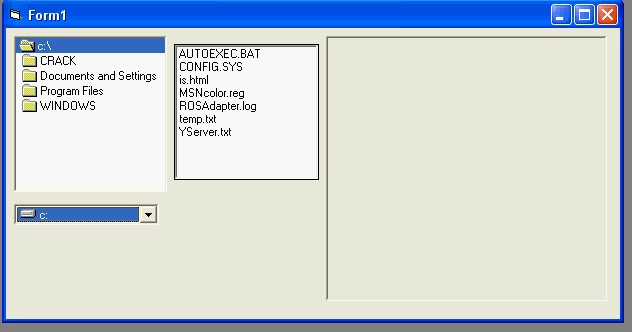 Form1
c:\
CRACK
Documents and Settings
Program Files
WINDOWS
AUTOEXEC.BAT
CONFIG.SYS
is.html
MSNcolor.reg
ROSAdapter.log
temp.txt
YServer.txt
c: